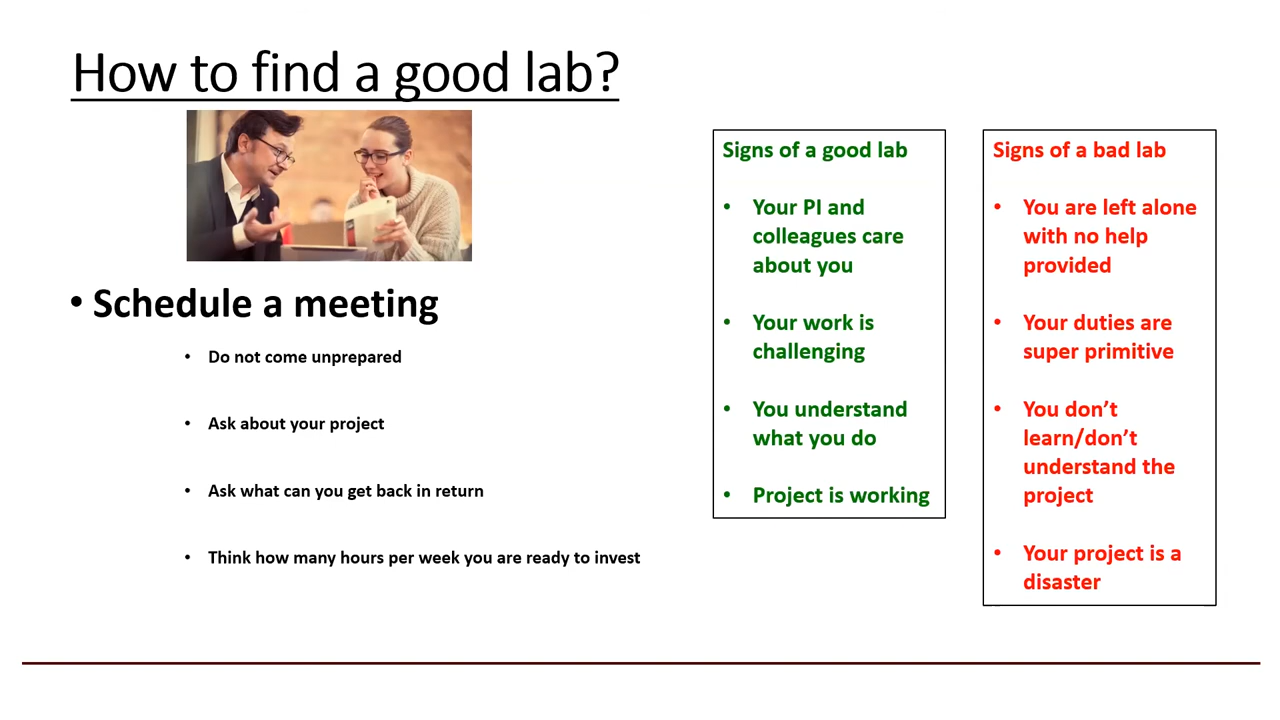 How to find a good lab?
• Schedule a meeting
• Do not come unprepared
• Ask about your project
• Ask what can you get back in return
• Think how many hours per week you are ready to invest
Signs of a good lab
• Your PI and
colleagues care
about you
• Your work is
challenging
• You understand
what you do
• Project is working
Signs of a bad lab
• You are left alone
with no help
provided
• Your duties are
super primitive
• You don’t
learn/don’t
understand the
project
• Your project is a
disaster